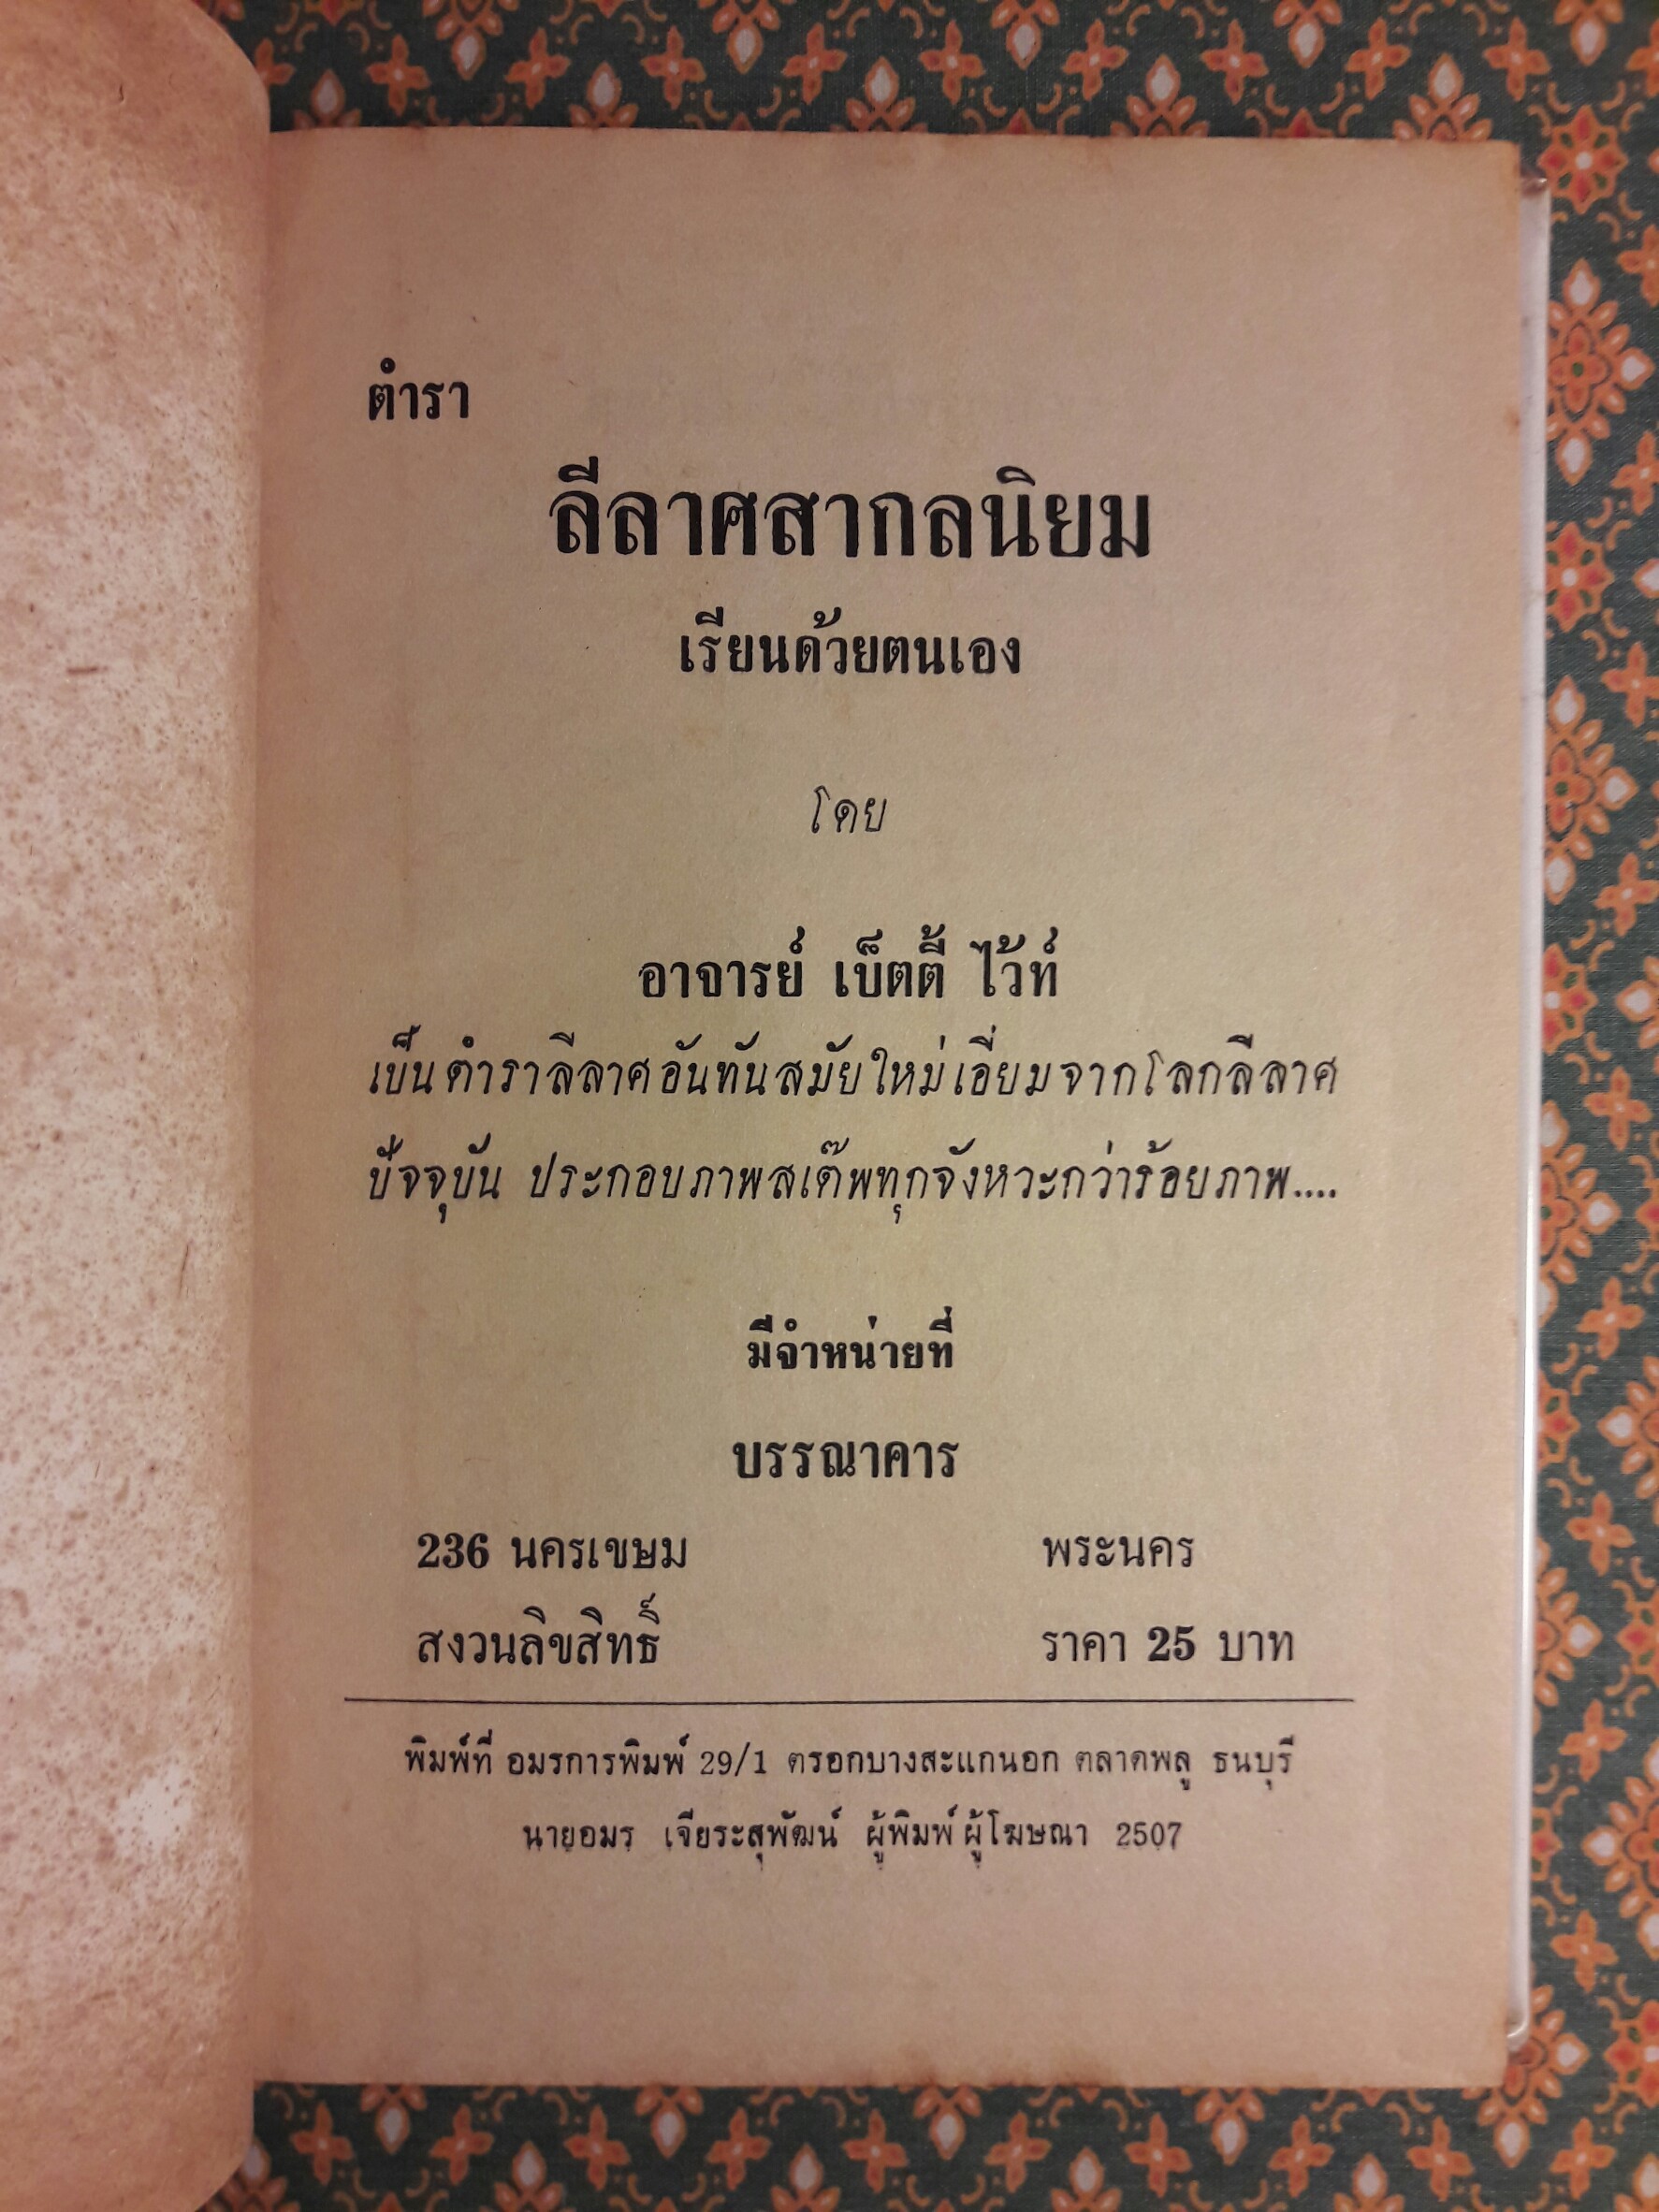 ตำรา
ลีลาศสากลนิยม
เรียนด้วยตนเอง
โดย
อาจารย์ เบ็ตตี้ ไว้ท์
เป็นตำราลีลาศอันทันสมัยใหม่เอี่ยมจากโลกลีลาศ
ปัจจุบัน ประกอบภาพสเต๊พทุกจังหวะกว่าร้อยภาพ....
มีจำหน่ายที่
บรรณาคาร
236 นครเขษม พระนคร
สงวนลิขสิทธิ์ ราคา 25 บาท
พิมพ์ที่ อมรการพิมพ์ 29/1 ตรอกบางสะแกนอก ตลาดพลู ธนบุรี
นายอมร เจียระสุพัฒน์ ผู้พิมพ์ผู้โฆษณา 2507